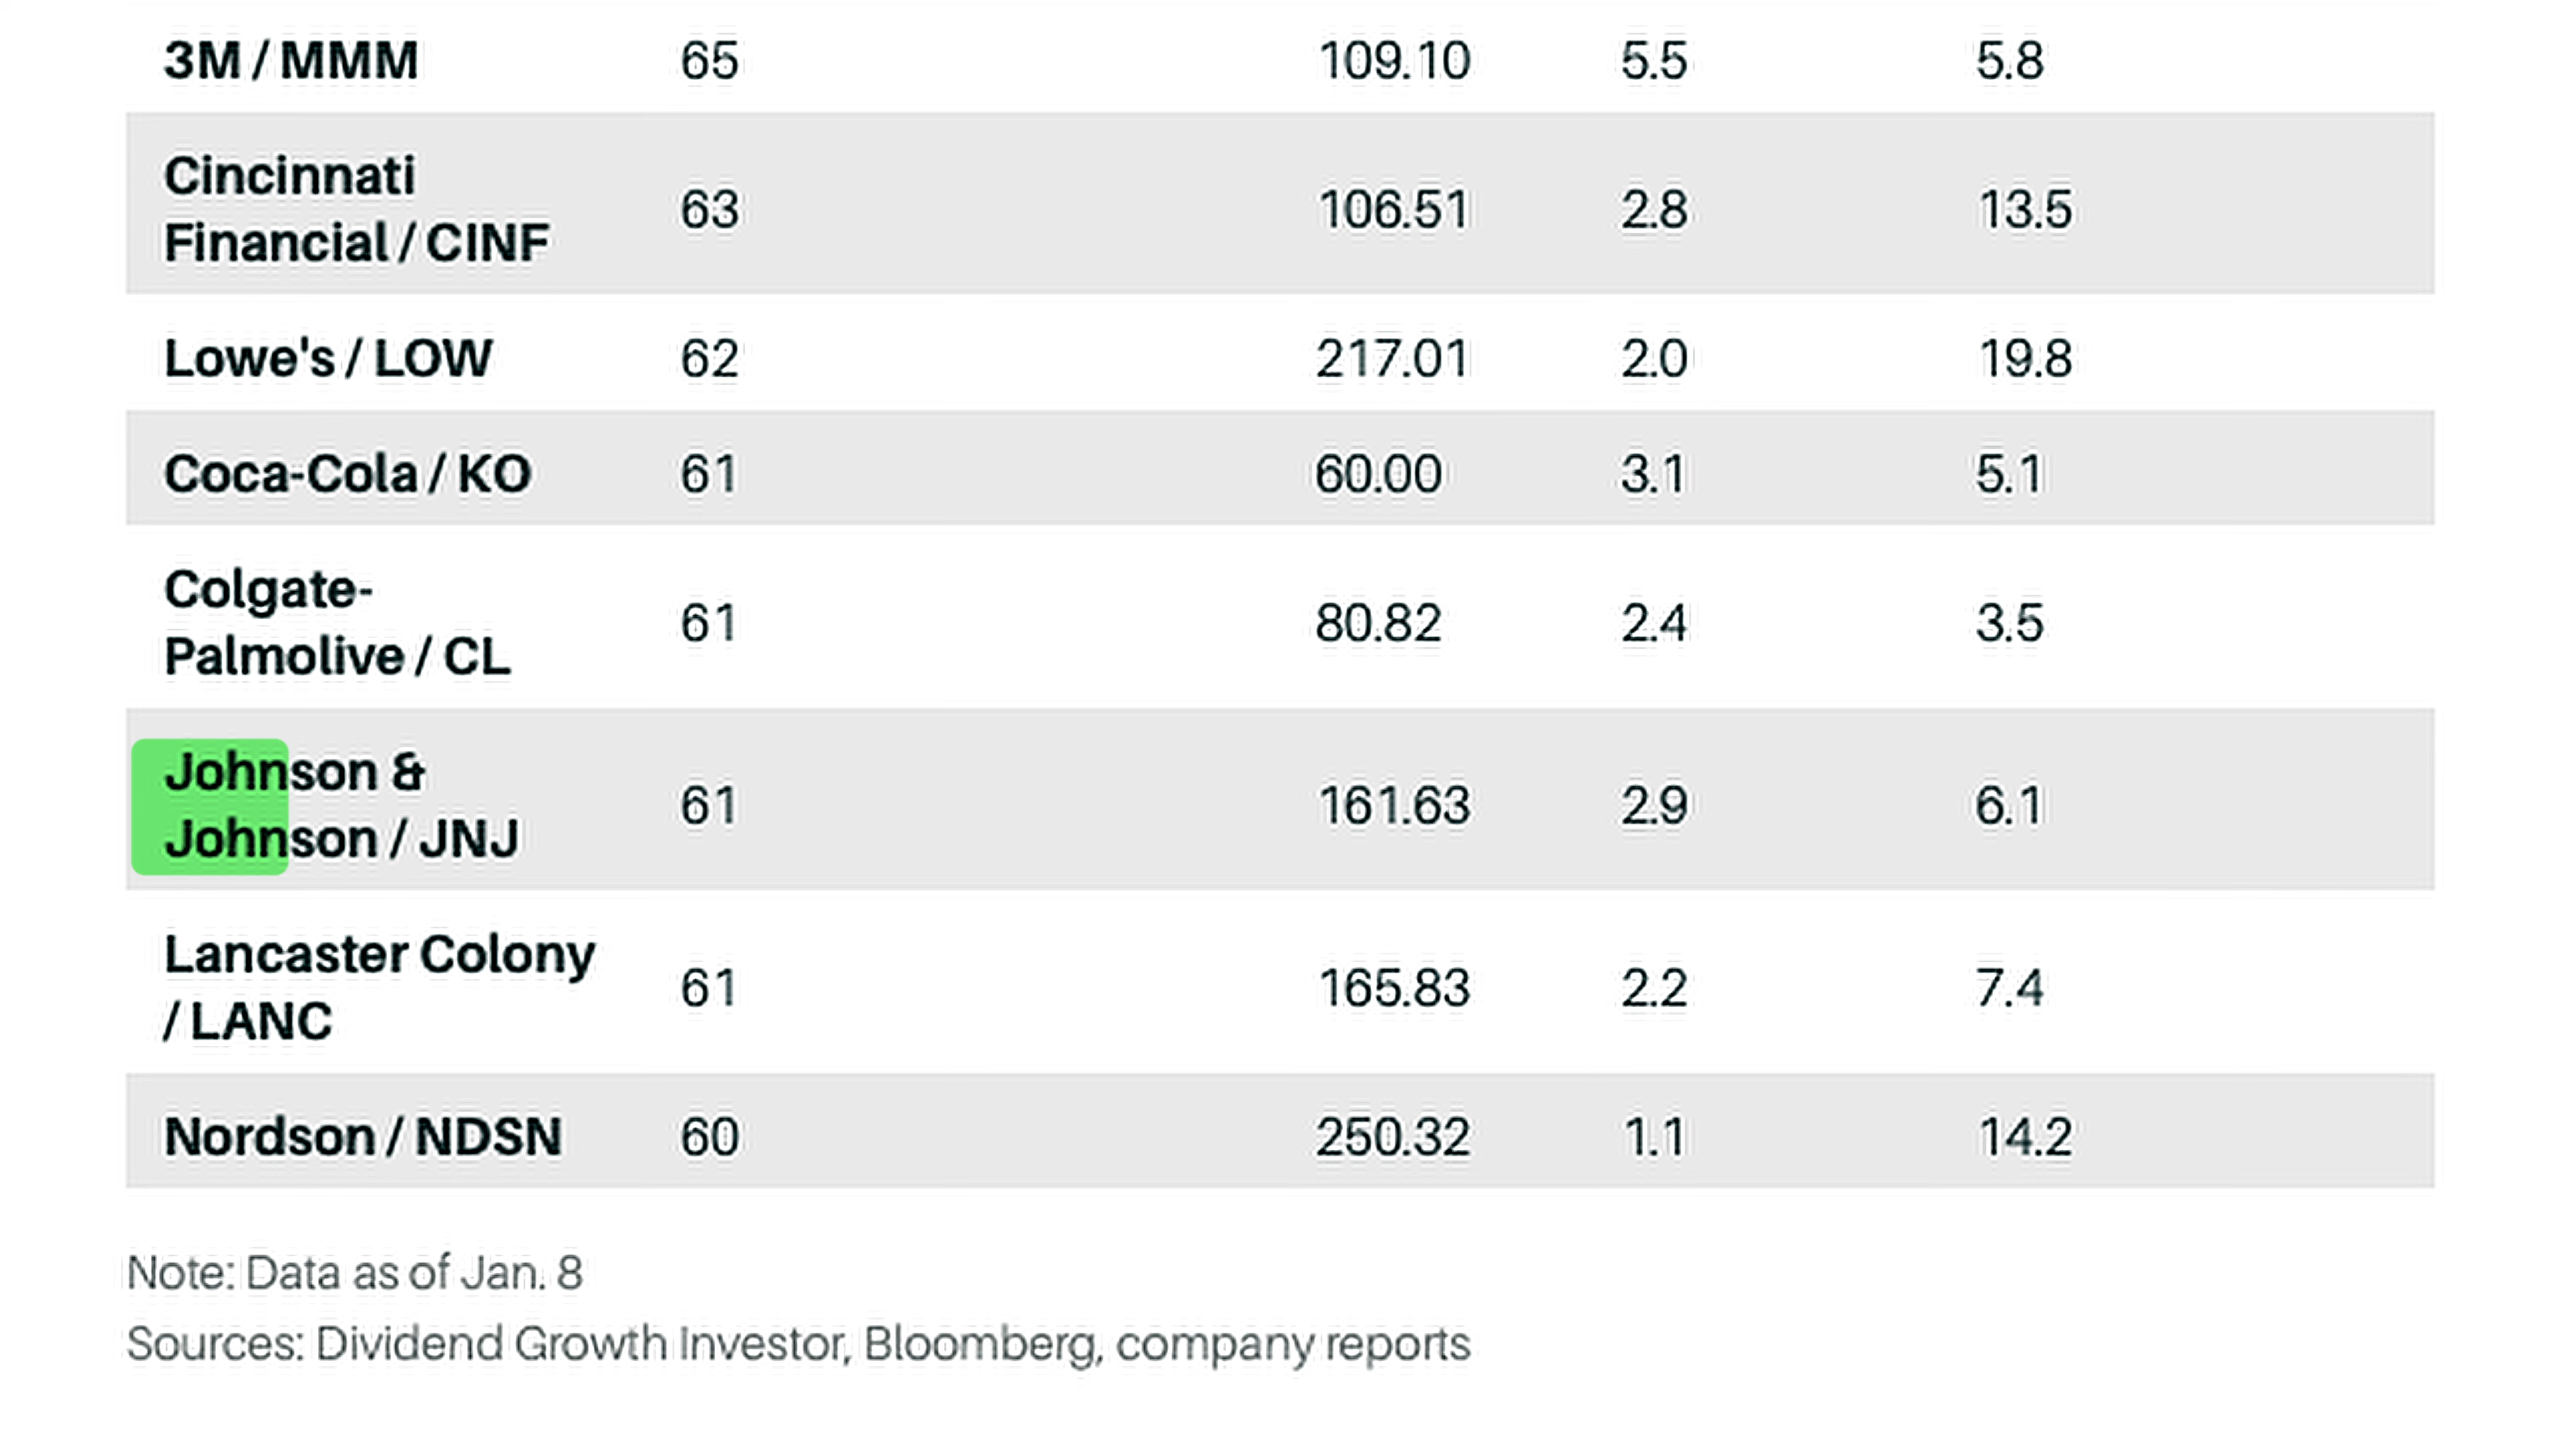 3M / MMM 65 109.10 5.5 5.8
Cincinnati
Financial / CINF 63 106.51 2.8 13.5
Lowe's / LOW 62 217.01 2.0 19.8
Coca-Cola / KO 61 60.00 3.1 5.1
Colgate-
Palmolive / CL 61 80.82 2.4 3.5
Johnson &
Johnson / JNJ 61 161.63 2.9 6.1
Lancaster Colony
/ LANC 61 165.83 2.2 7.4
Nordson / NDSN 60 250.32 1.1 14.2
Note: Data as of Jan. 8
Sources: Dividend Growth Investor, Bloomberg, company reports